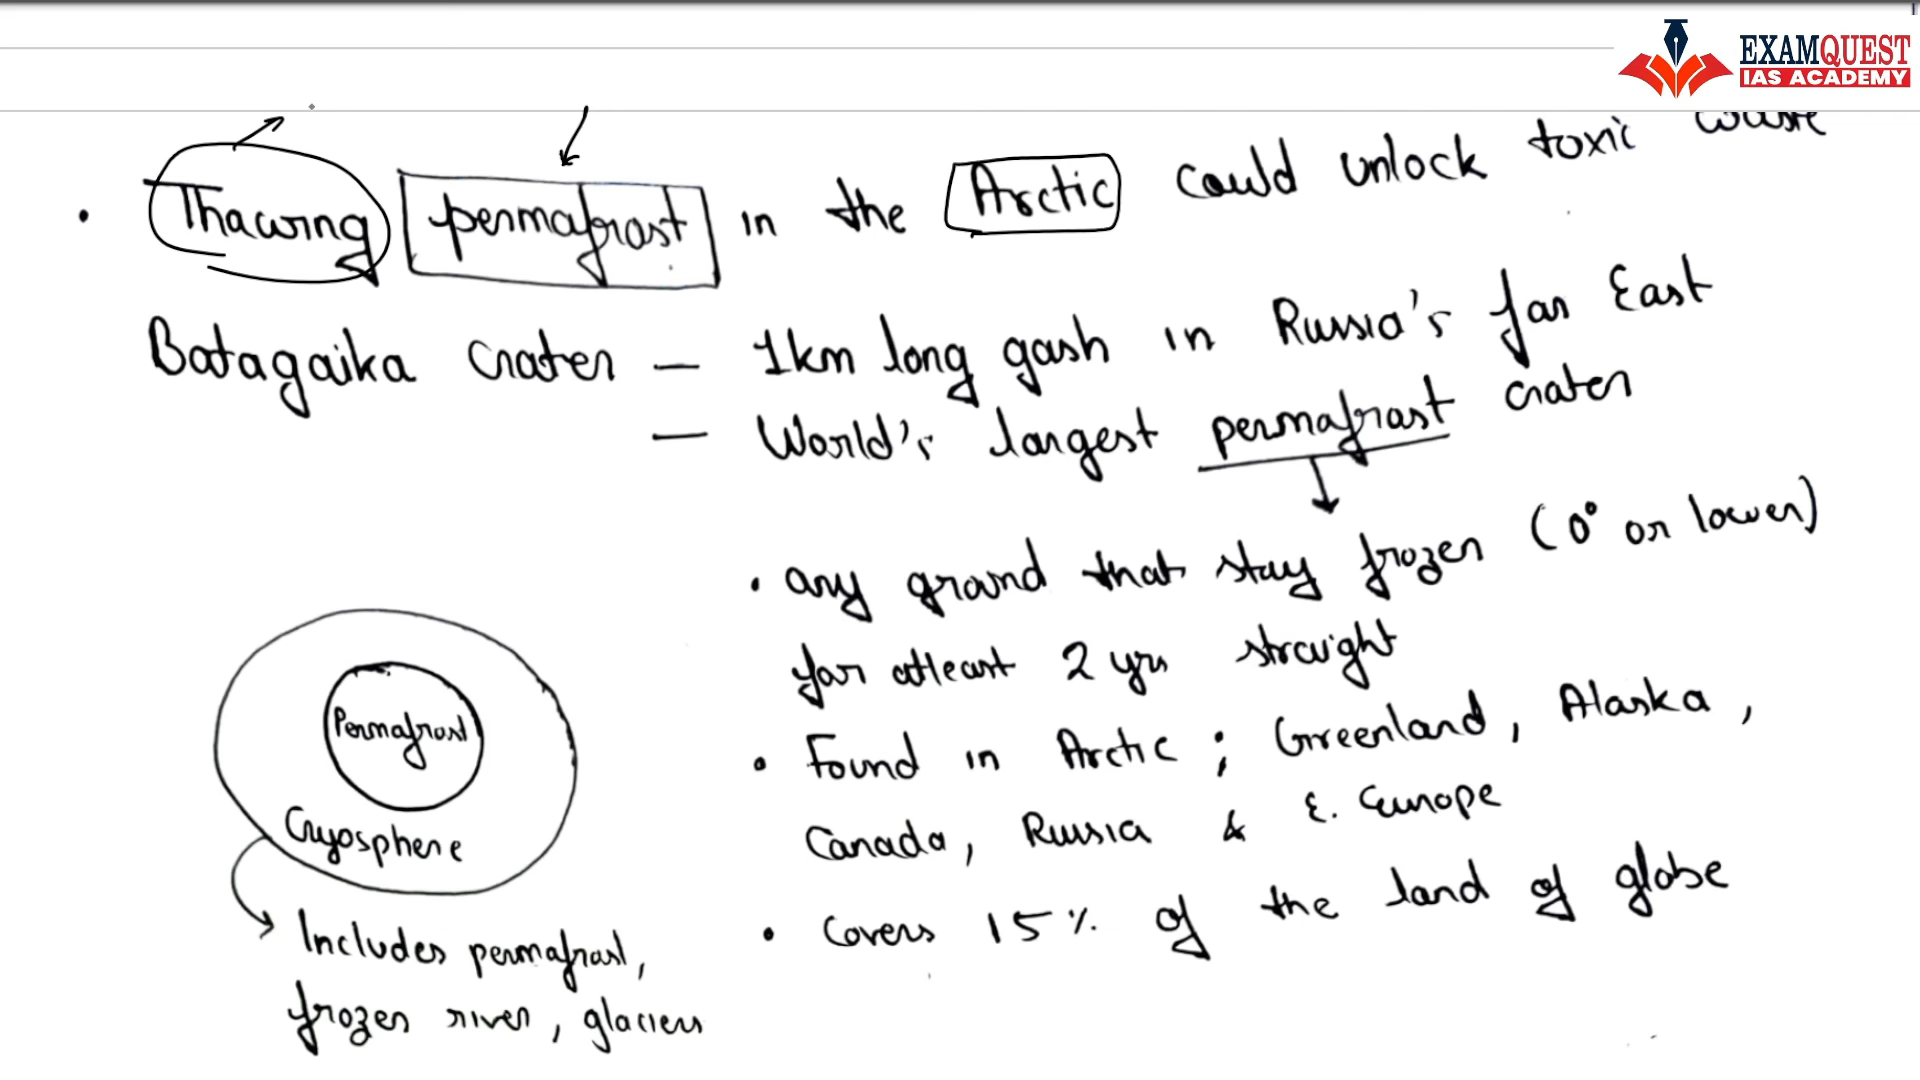 EXAMQUEST
IAS ACADEMY
• Thawing permafrost in the Arctic could unlock toxic waste
Batagaika crater – 1km long gash in Russia's far East
– World's largest permafrost crater
• any ground that stay frozen (0° or lower)
for atleast 2 yrs straight
• Found in Arctic ; Greenland, Alaska,
Canada, Russia & E. Europe
• Covers 15% of the land of globe
Permafrost
Cryosphere
Includes permafrost,
frozen river, glaciers